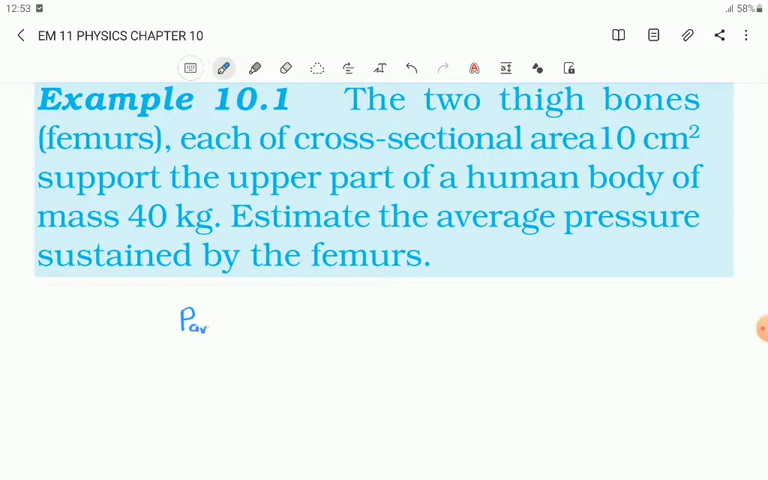 12:53 58%
EM 11 PHYSICS CHAPTER 10
Example 10.1 The two thigh bones
(femurs), each of cross-sectional area10 cm²
support the upper part of a human body of
mass 40 kg. Estimate the average pressure
sustained by the femurs.
Pav